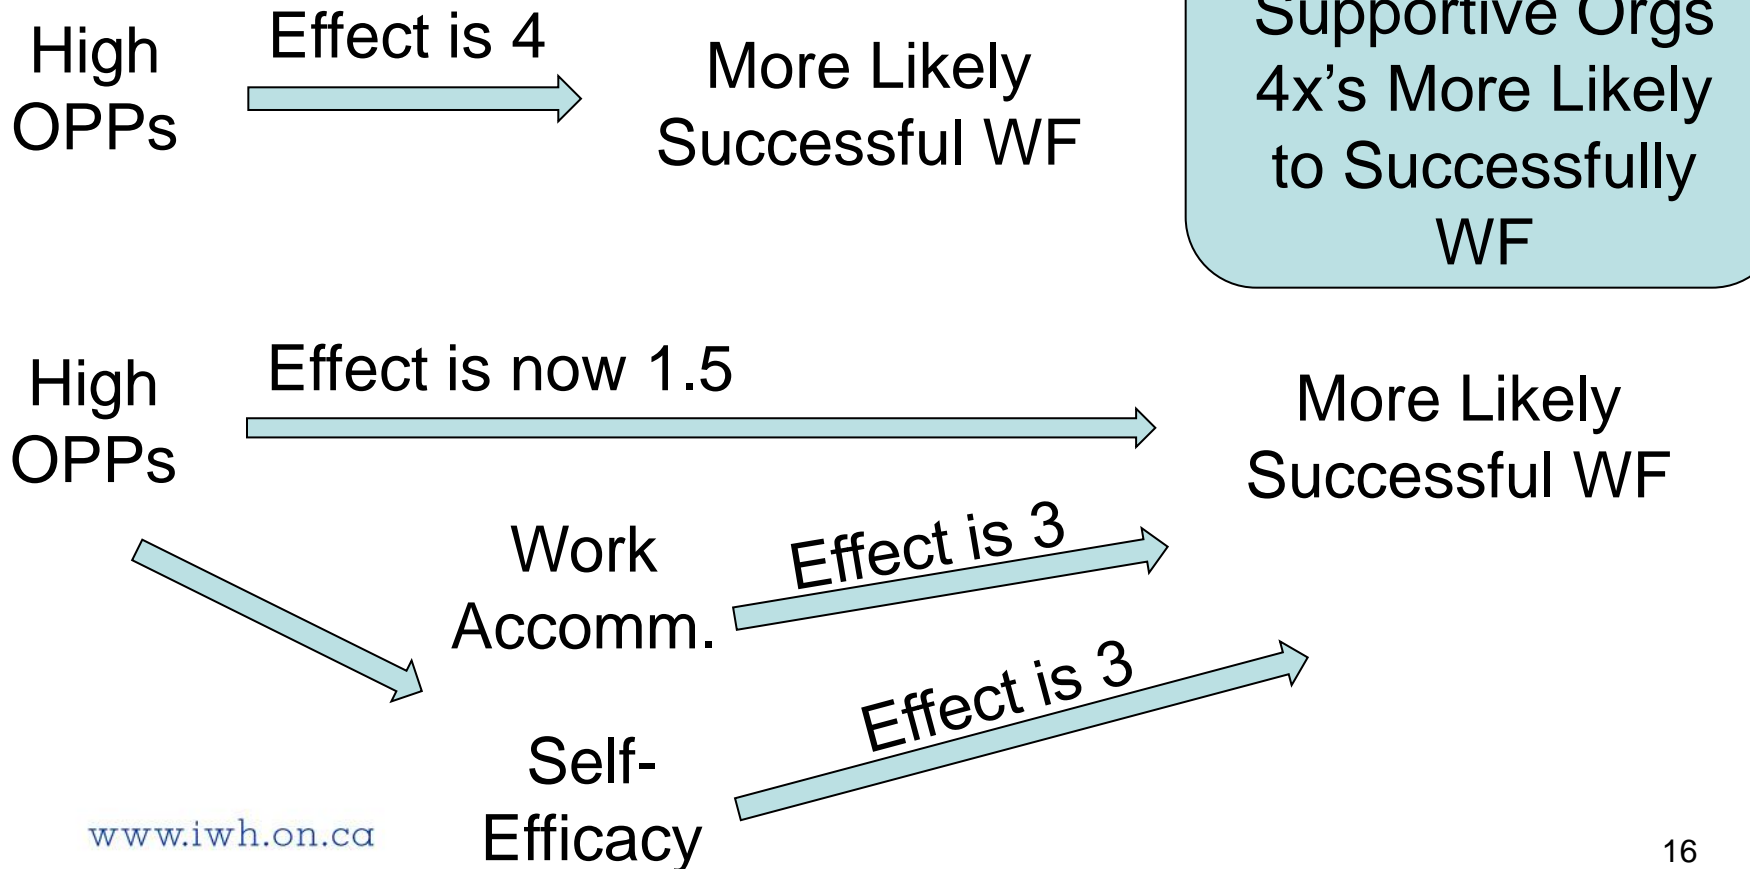 High
OPPs
Effect is 4
More Likely
Successful WF
Supportive Orgs
4x's More Likely
to Successfully
WF
High
OPPs
Effect is now 1.5
More Likely
Successful WF
Work
Accomm.
Effect is 3
Self-
Efficacy
Effect is 3
www.iwh.on.ca
16